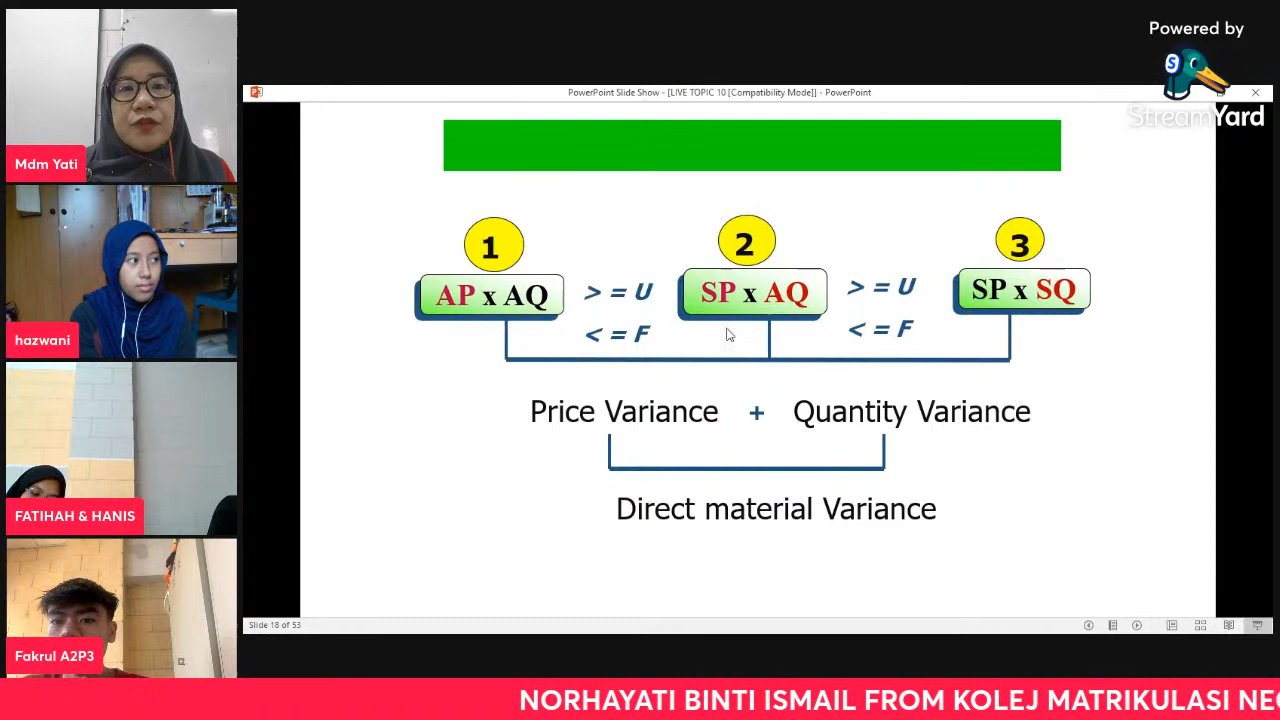 Powered by
StreamYard
PowerPoint Slide Show - [LIVE TOPIC 10 [Compatibility Mode]] - PowerPoint
Mdm Yati
hazwani
FATIHAH & HANIS
Fakrul A2P3
1
2
3
AP x AQ
> = U
< = F
SP x AQ
> = U
< = F
SP x SQ
Price Variance + Quantity Variance
Direct material Variance
Slide 18 of 53
NORHAYATI BINTI ISMAIL FROM KOLEJ MATRIKULASI